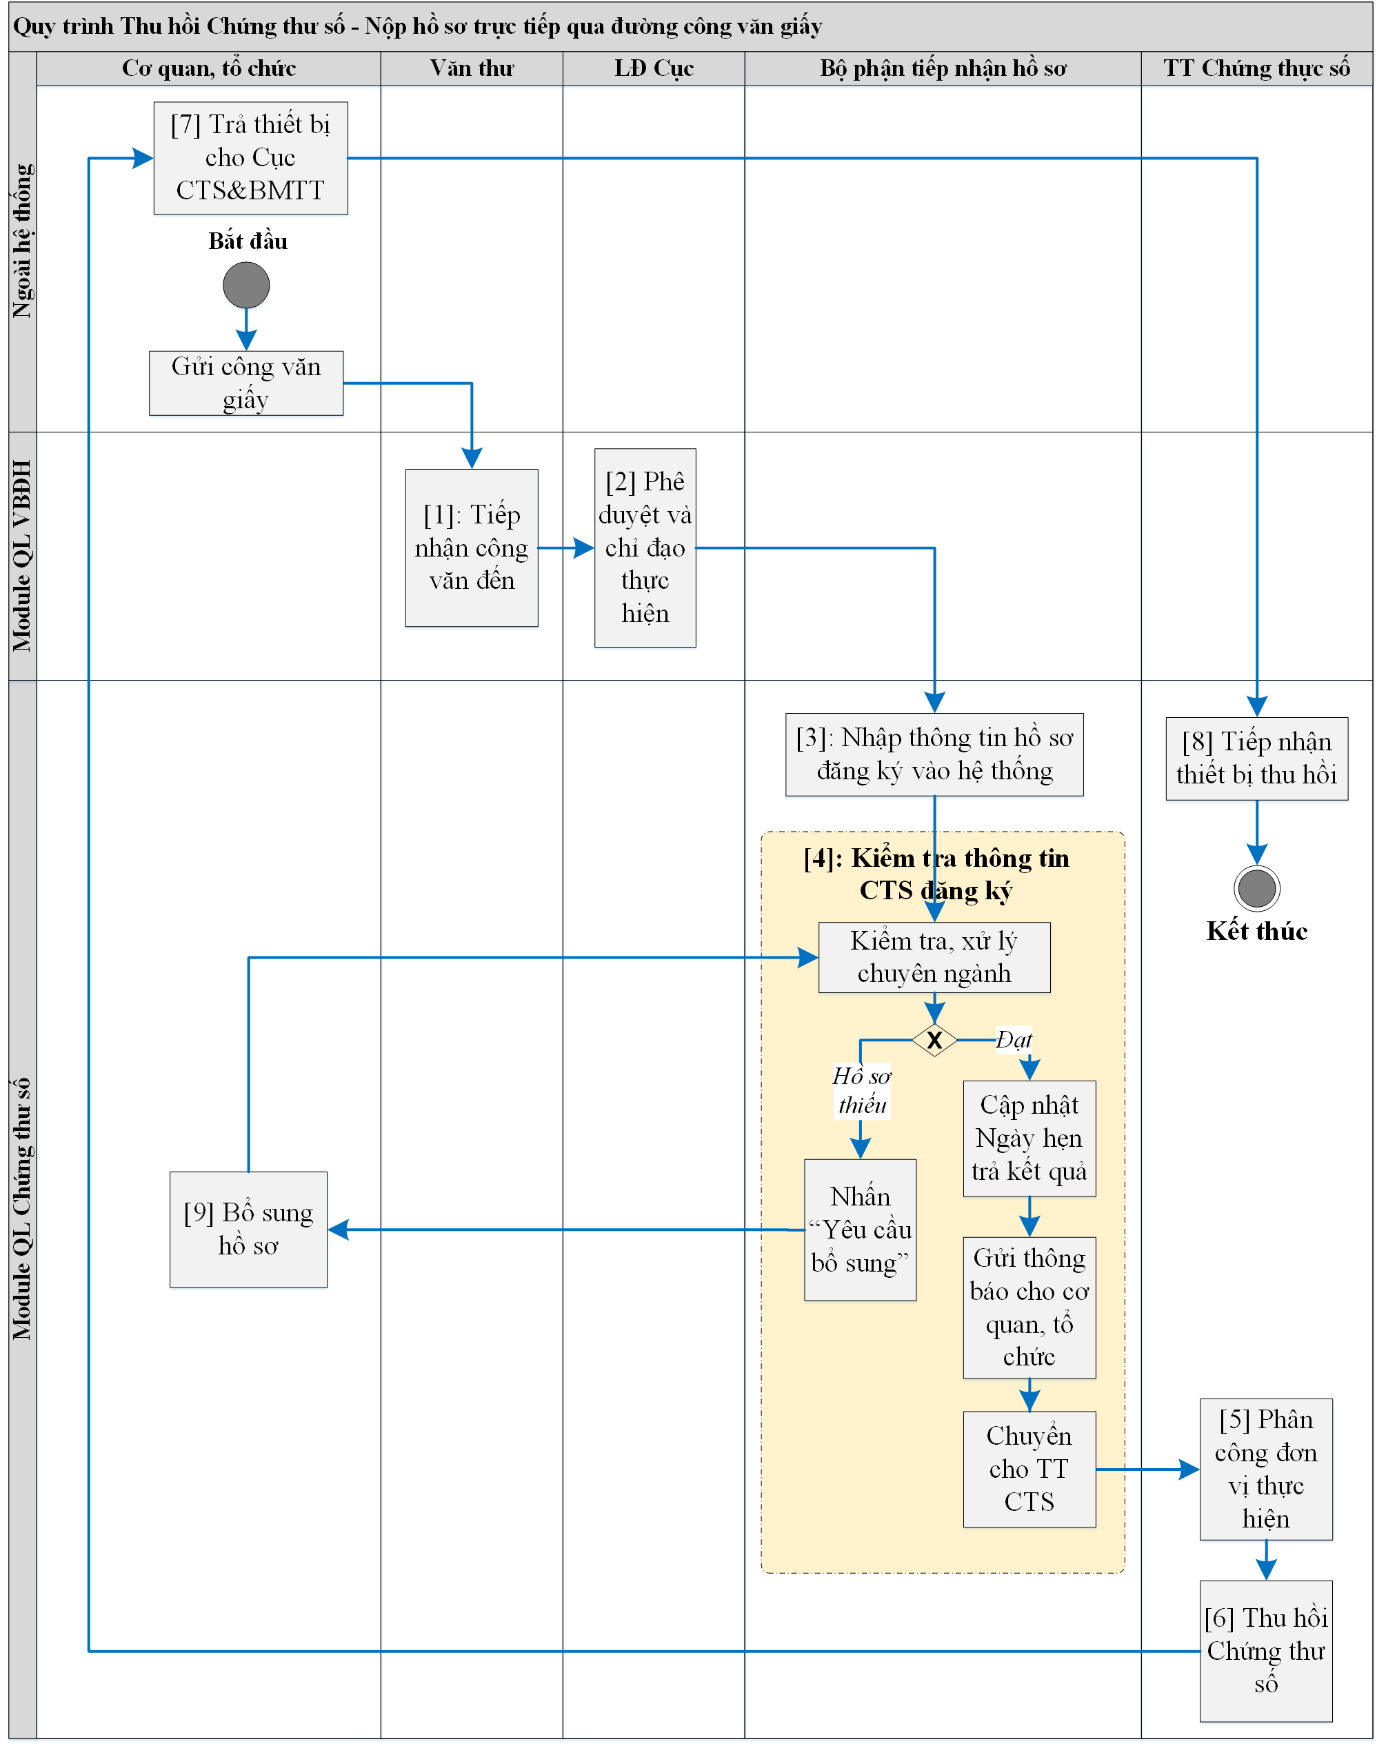 Quy trình Thu hồi Chứng thư số - Nộp hồ sơ trực tiếp qua đường công văn giấy
Cơ quan, tổ chức
Văn thư
LĐ Cục
Bộ phận tiếp nhận hồ sơ
TT Chứng thực số
Ngoài hệ thống
[7] Trả thiết bị
cho Cục
CTS&BMTT
Bắt đầu
Gửi công văn
giấy
Module QL VBĐH
[1]: Tiếp
nhận công
văn đến
[2] Phê
duyệt và
chỉ đạo
thực
hiện
Module QL Chứng thư số
[3]: Nhập thông tin hồ sơ
đăng ký vào hệ thống
[8] Tiếp nhận
thiết bị thu hồi
Kết thúc
[4]: Kiểm tra thông tin
CTS đăng ký
Kiểm tra, xử lý
chuyên ngành
X
Đạt
Hồ sơ
thiếu
Cập nhật
Ngày hẹn
trả kết quả
Nhấn
“Yêu cầu
bổ sung”
[9] Bổ sung
hồ sơ
Gửi thông
báo cho cơ
quan, tổ
chức
Chuyển
cho TT
CTS
[5] Phân
công đơn
vị thực
hiện
[6] Thu hồi
Chứng thư
số